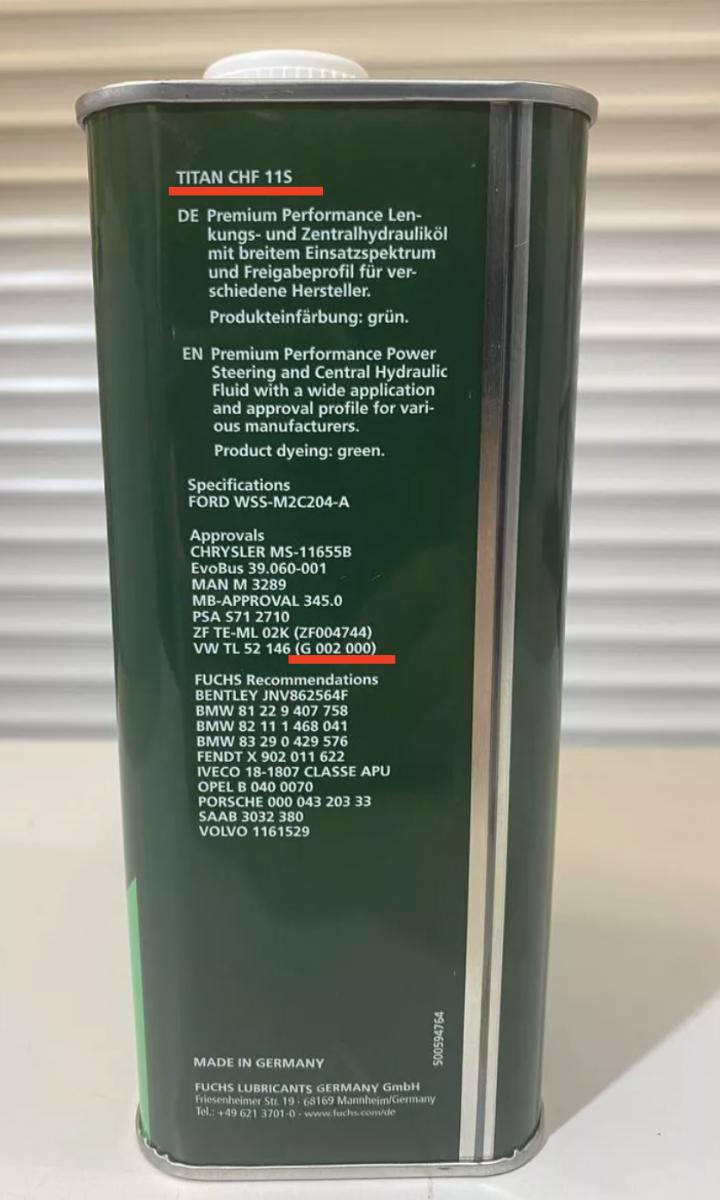 TITAN CHF 11S
DE Premium Performance Len-
kungs- und Zentralhydrauliköl
mit breitem Einsatzspektrum
und Freigabeprofil für ver-
schiedene Hersteller.
Produkteinfärbung: grün.
EN Premium Performance Power
Steering and Central Hydraulic
Fluid with a wide application
and approval profile for vari-
ous manufacturers.
Product dyeing: green.
Specifications
FORD WSS-M2C204-A
Approvals
CHRYSLER MS-11655B
EvoBus 39.060-001
MAN M 3289
MB-APPROVAL 345.0
PSA S71 2710
ZF TE-ML 02K (ZF004744)
VW TL 52 146 (G 002 000)
FUCHS Recommendations
BENTLEY JNV862564F
BMW 81 22 9 407 758
BMW 82 11 1 468 041
BMW 83 29 0 429 576
FENDT X 902 011 622
IVECO 18-1807 CLASSE APU
OPEL B 040 0070
PORSCHE 000 043 203 33
SAAB 3032 380
VOLVO 1161529
500594764
MADE IN GERMANY
FUCHS LUBRICANTS GERMANY GmbH
Friesenheimer Str. 19 · 68169 Mannheim/Germany
Tel.: +49 621 3701-0 · www.fuchs.com/de